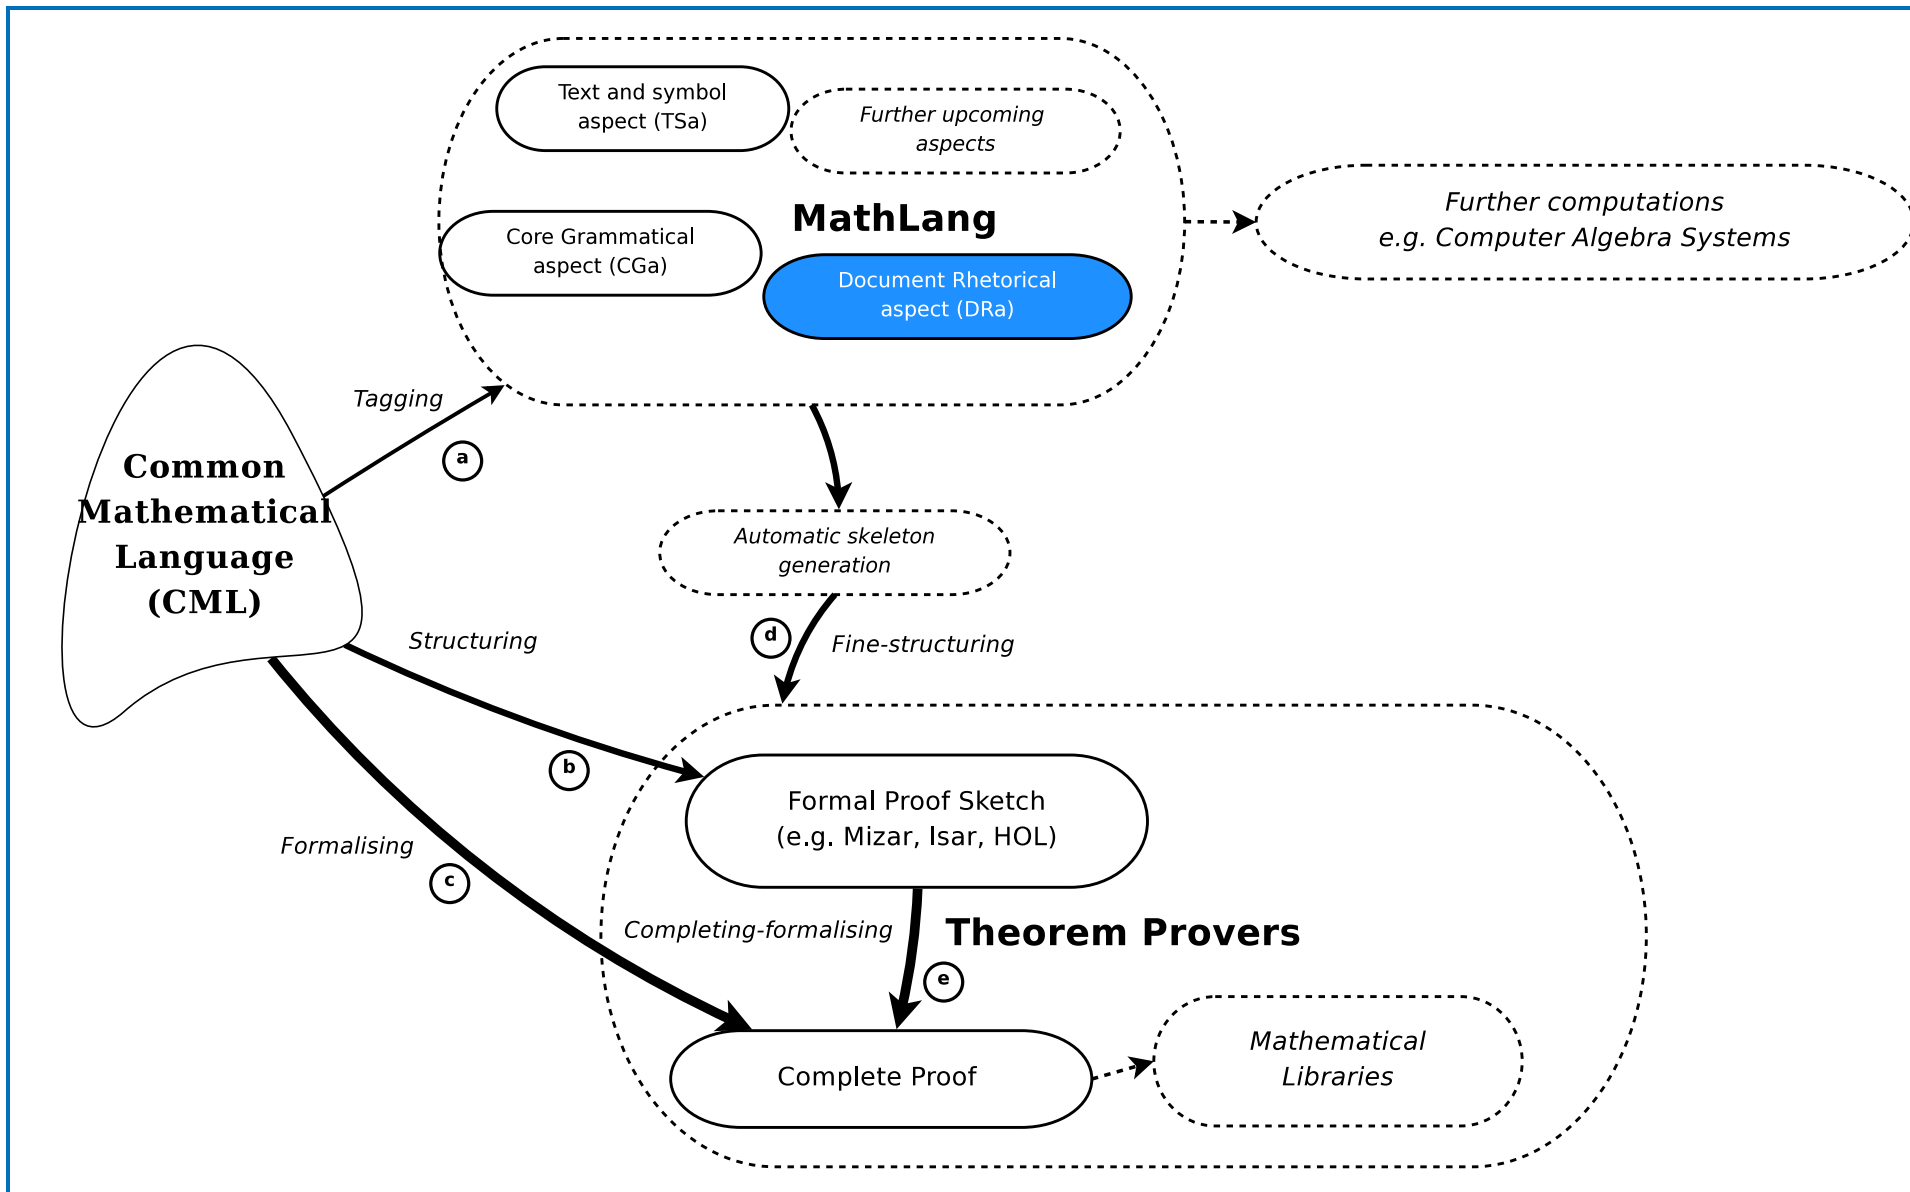 Text and symbol
aspect (TSa)
Further upcoming
aspects
MathLang
Core Grammatical
aspect (CGa)
Document Rhetorical
aspect (DRa)
Further computations
e.g. Computer Algebra Systems
Tagging
a
Common
Mathematical
Language
(CML)
Automatic skeleton
generation
Structuring
d
Fine-structuring
b
Formal Proof Sketch
(e.g. Mizar, Isar, HOL)
Formalising
c
Completing-formalising
Theorem Provers
e
Complete Proof
Mathematical
Libraries